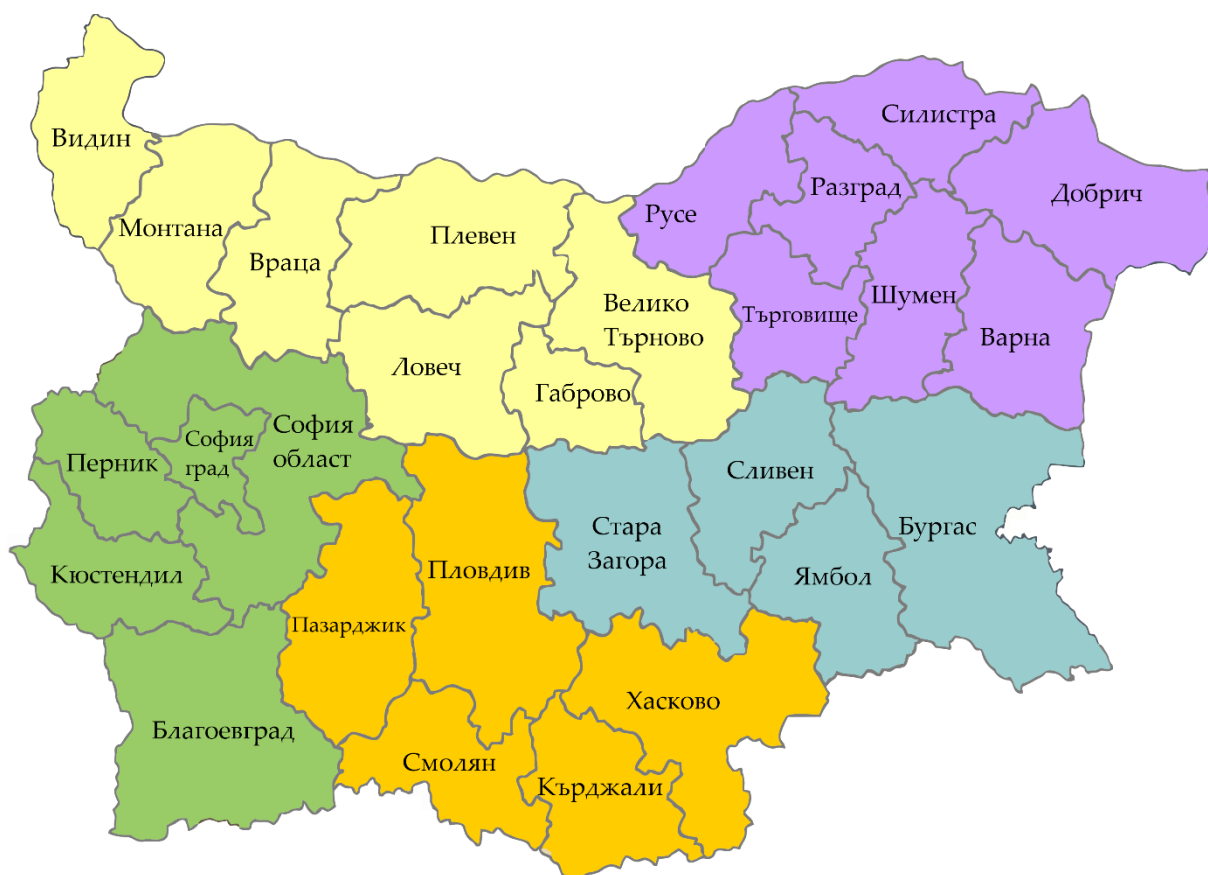 Силистра
Видин
Разград
Добрич
Русе
Монтана
Плевен
Враца
Шумен
Велико
Търново
Търговище
Варна
Ловеч
Габрово
София
област
София
град
Перник
Сливен
Стара
Загора
Бургас
Кюстендил
Пловдив
Ямбол
Пазарджик
Хасково
Благоевград
Смолян
Кърджали